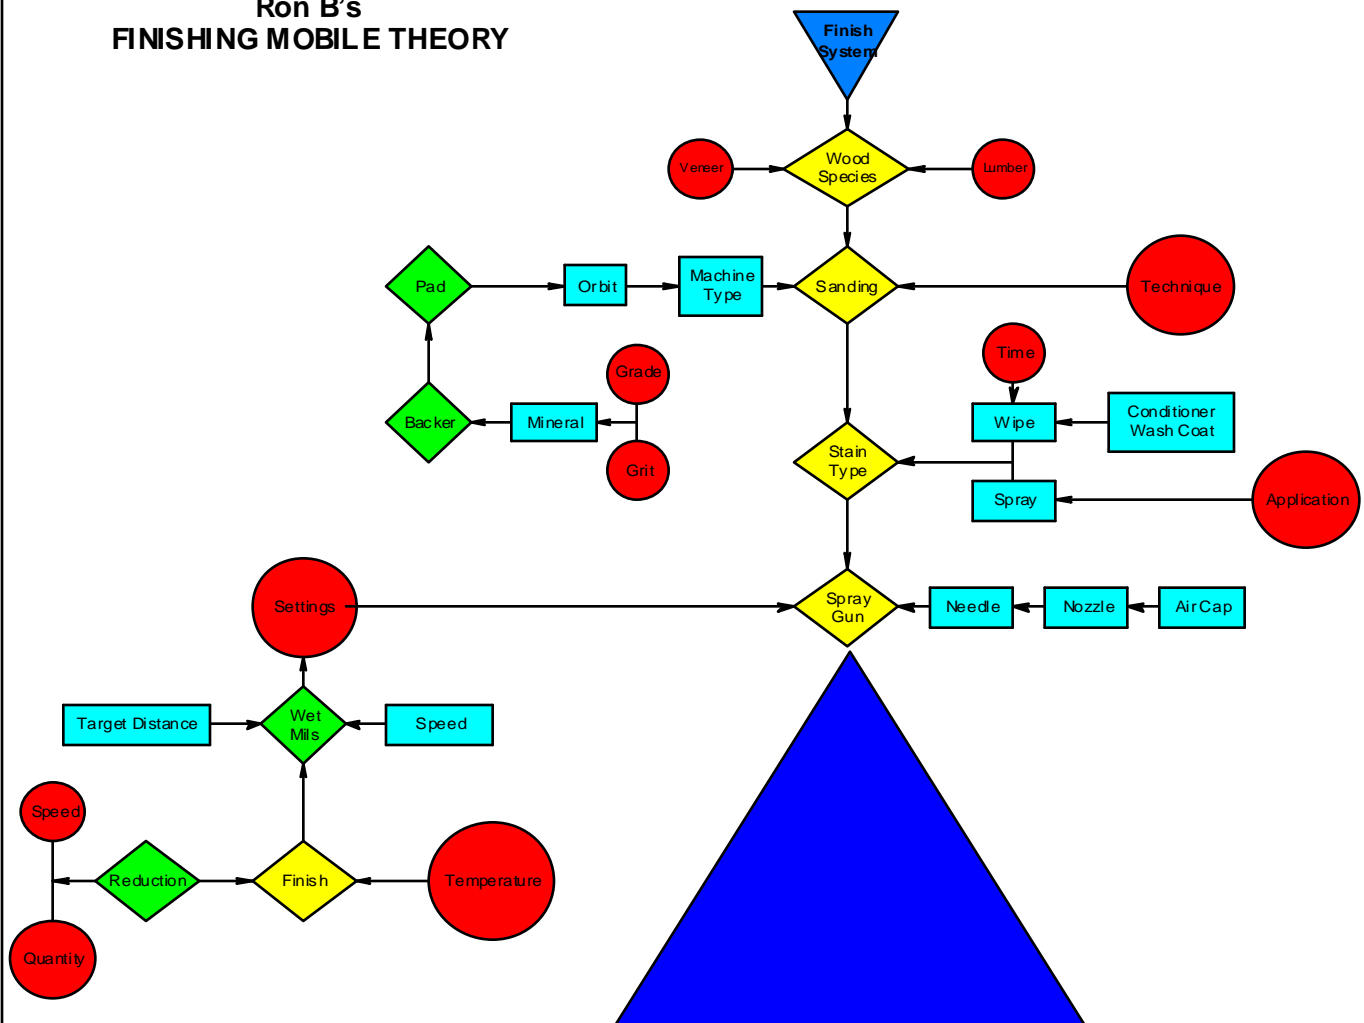 Ron B's
FINISHING MOBILE THEORY
Finish
System
Veneer
Wood
Species
Lumber
Pad
Orbit
Machine
Type
Sanding
Technique
Time
Grade
Backer
Mineral
Grit
Wipe
Conditioner
Wash Coat
Stain
Type
Spray
Application
Settings
Spray
Gun
Needle
Nozzle
Air Cap
Target Distance
Wet
Mils
Speed
Speed
Reduction
Finish
Temperature
Quantity